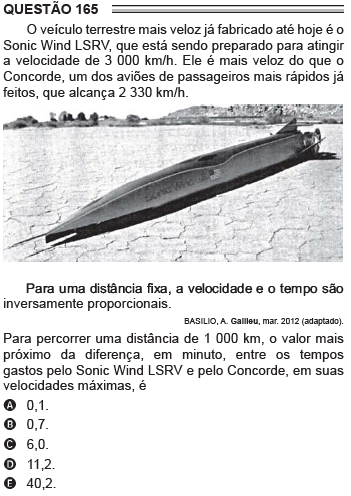 QUESTÃO 165
O veículo terrestre mais veloz já fabricado até hoje é o
Sonic Wind LSRV, que está sendo preparado para atingir
a velocidade de 3 000 km/h. Ele é mais veloz do que o
Concorde, um dos aviões de passageiros mais rápidos já
feitos, que alcança 2 330 km/h.
Sonic Wind
Para uma distância fixa, a velocidade e o tempo são
inversamente proporcionais.
BASILIO, A. Galileu, mar. 2012 (adaptado).
Para percorrer uma distância de 1 000 km, o valor mais
próximo da diferença, em minuto, entre os tempos
gastos pelo Sonic Wind LSRV e pelo Concorde, em suas
velocidades máximas, é
A 0,1.
B 0,7.
C 6,0.
D 11,2.
E 40,2.